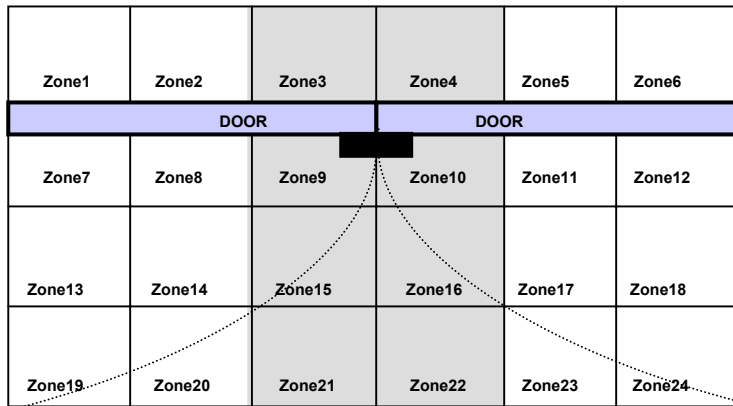 Zone1 Zone2 Zone3 Zone4 Zone5 Zone6
DOOR DOOR
Zone7 Zone8 Zone9 Zone10 Zone11 Zone12
Zone13 Zone14 Zone15 Zone16 Zone17 Zone18
Zone19 Zone20 Zone21 Zone22 Zone23 Zone24